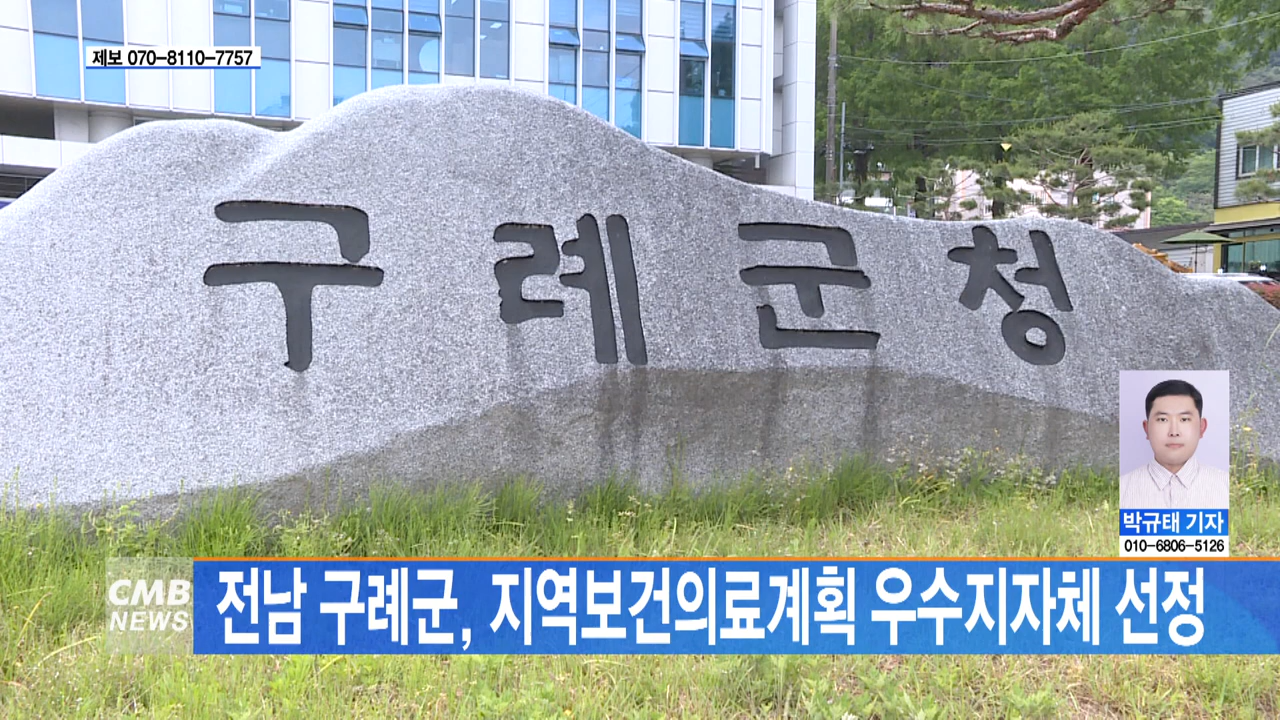 제보 070-8110-7757
구례군청
박규태 기자
010-6806-5126
CMB
NEWS
전남 구례군, 지역보건의료계획 우수지자체 선정